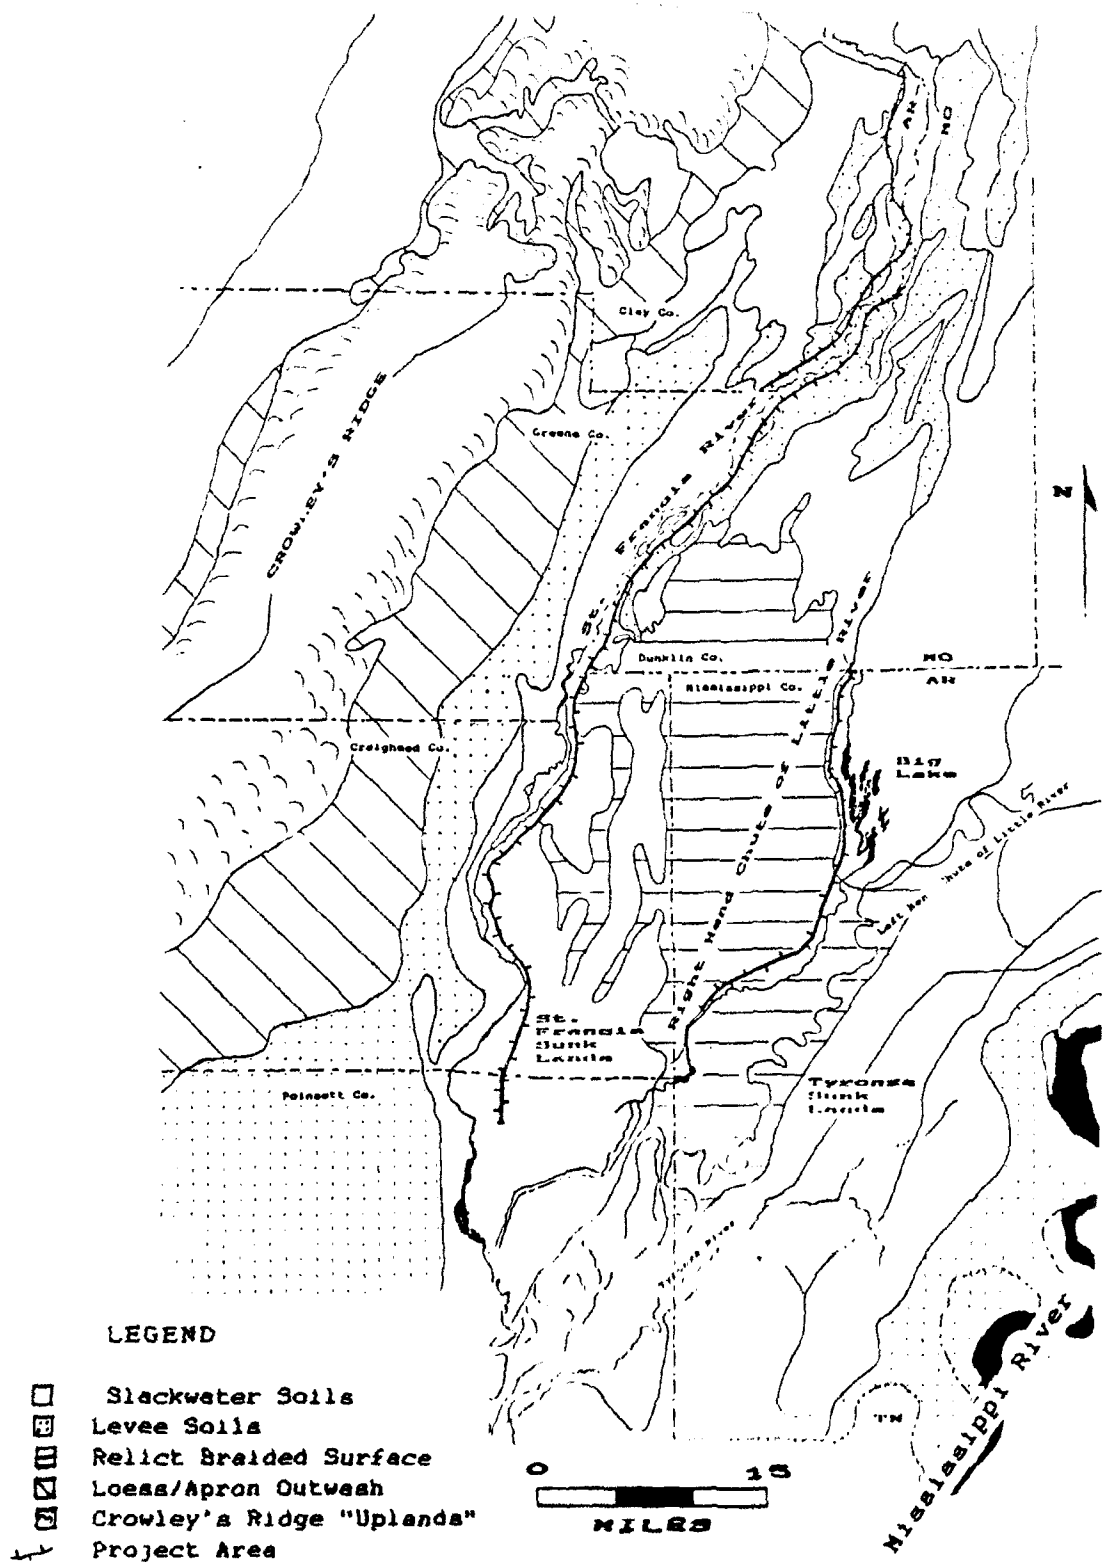 AR
MO
Clay Co.
CROWLEY'S RIDGE
Greene Co.
St. Francis River
N
Dunklin Co.
MO
AR
Mississippi Co.
Right Hand Chute of Little River
Craighead Co.
Big
Lake
Chute of Little River
St.
Francis
Sunk
Lands
Tyronza
Sunk
Lands
Poinsett Co.
Tyronza River
TN
Mississippi River
LEGEND
Slackwater Soils
Levee Soils
Relict Braided Surface
Loess/Apron Outwash
Crowley's Ridge "Uplands"
Project Area
0 15
MILES